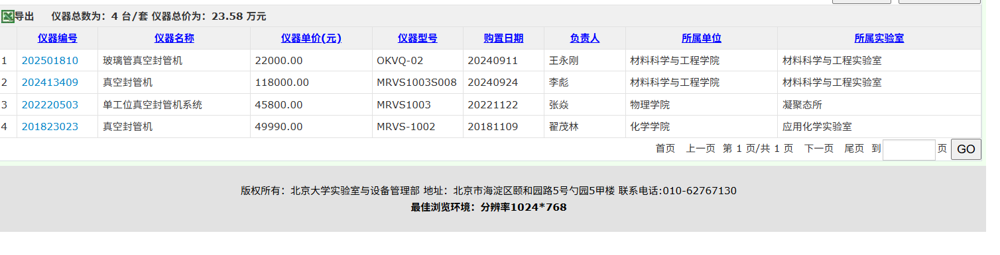 导出 仪器总数为：4 台/套 仪器总价为：23.58 万元
仪器编号 仪器名称 仪器单价(元) 仪器型号 购置日期 负责人 所属单位 所属实验室
1 202501810 玻璃管真空封管机 22000.00 OKVQ-02 20240911 王永刚 材料科学与工程学院 材料科学与工程实验室
2 202413409 真空封管机 118000.00 MRVS1003S008 20240924 李彪 材料科学与工程学院 材料科学与工程实验室
3 202220503 单工位真空封管机系统 45800.00 MRVS1003 20221122 张焱 物理学院 凝聚态所
4 201823023 真空封管机 49990.00 MRVS-1002 20181109 翟茂林 化学学院 应用化学实验室
首页 上一页 第 1 页/共 1 页 下一页 尾页 到 页 GO
版权所有：北京大学实验室与设备管理部 地址：北京市海淀区颐和园路5号勺园5甲楼 联系电话:010-62767130
最佳浏览环境：分辨率1024*768